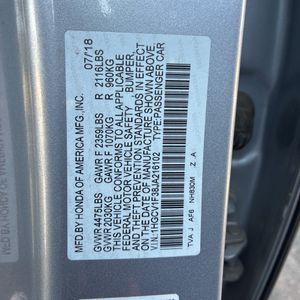 MFD BY HONDA OF AMERICA MFG., INC. 07/18
GVWR 4475LBS GAWR F 2359LBS R 2116LBS
GVWR 2030KG GAWR F 1070KG R 960KG
THIS VEHICLE CONFORMS TO ALL APPLICABLE
FEDERAL MOTOR VEHICLE SAFETY, BUMPER,
AND THEFT PREVENTION STANDARDS IN EFFECT
ON THE DATE OF MANUFACTURE SHOWN ABOVE.
V.I.N.:1HGCV1F38JA216102 TYPE:PASSENGER CAR
TVA J AF6 NH830M Z A